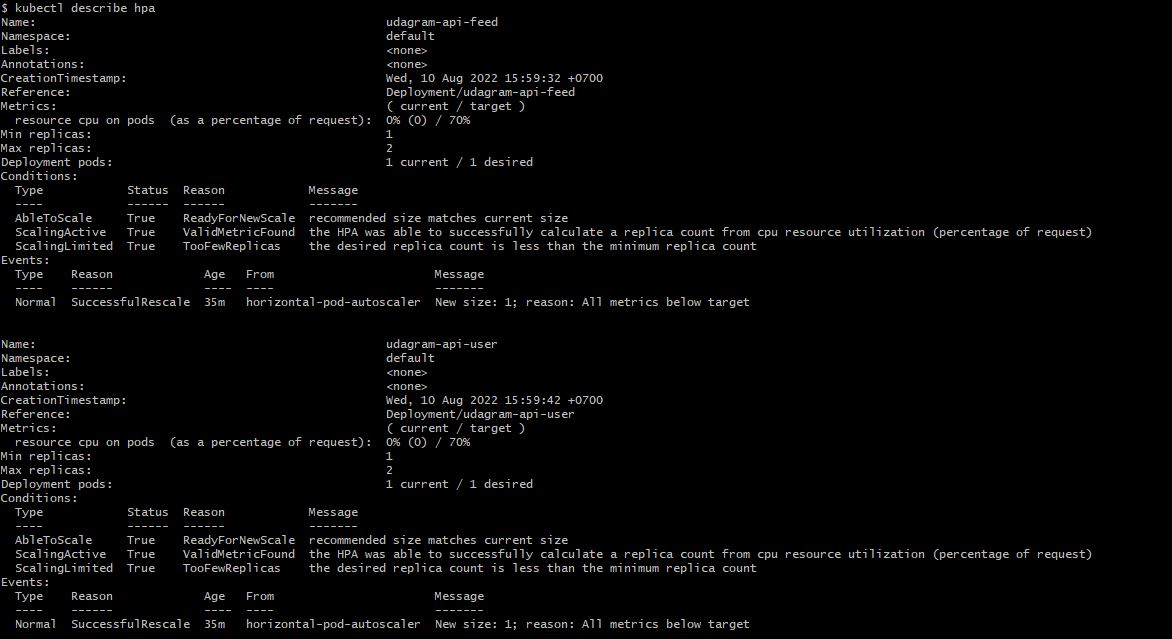 $ kubectl describe hpa
Name:                                                  udagram-api-feed
Namespace:                                             default
Labels:                                                <none>
Annotations:                                           <none>
CreationTimestamp:                                     Wed, 10 Aug 2022 15:59:32 +0700
Reference:                                             Deployment/udagram-api-feed
Metrics:                                               ( current / target )
  resource cpu on pods  (as a percentage of request):  0% (0) / 70%
Min replicas:                                          1
Max replicas:                                          2
Deployment pods:                                       1 current / 1 desired
Conditions:
  Type            Status  Reason            Message
  ----            ------  ------            -------
  AbleToScale     True    ReadyForNewScale  recommended size matches current size
  ScalingActive   True    ValidMetricFound  the HPA was able to successfully calculate a replica count from cpu resource utilization (percentage of request)
  ScalingLimited  True    TooFewReplicas    the desired replica count is less than the minimum replica count
Events:
  Type    Reason             Age   From                       Message
  ----    ------             ----  ----                       -------
  Normal  SuccessfulRescale  35m   horizontal-pod-autoscaler  New size: 1; reason: All metrics below target

Name:                                                  udagram-api-user
Namespace:                                             default
Labels:                                                <none>
Annotations:                                           <none>
CreationTimestamp:                                     Wed, 10 Aug 2022 15:59:42 +0700
Reference:                                             Deployment/udagram-api-user
Metrics:                                               ( current / target )
  resource cpu on pods  (as a percentage of request):  0% (0) / 70%
Min replicas:                                          1
Max replicas:                                          2
Deployment pods:                                       1 current / 1 desired
Conditions:
  Type            Status  Reason            Message
  ----            ------  ------            -------
  AbleToScale     True    ReadyForNewScale  recommended size matches current size
  ScalingActive   True    ValidMetricFound  the HPA was able to successfully calculate a replica count from cpu resource utilization (percentage of request)
  ScalingLimited  True    TooFewReplicas    the desired replica count is less than the minimum replica count
Events:
  Type    Reason             Age   From                       Message
  ----    ------             ----  ----                       -------
  Normal  SuccessfulRescale  35m   horizontal-pod-autoscaler  New size: 1; reason: All metrics below target